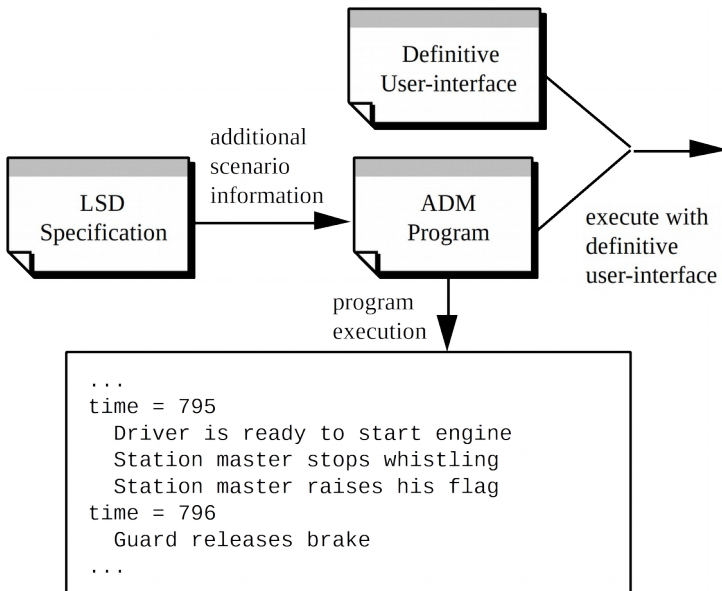 Definitive
User-interface
additional
scenario
information
LSD
Specification
ADM
Program
execute with
definitive
user-interface
program
execution
...
time = 795
  Driver is ready to start engine
  Station master stops whistling
  Station master raises his flag
time = 796
  Guard releases brake
...